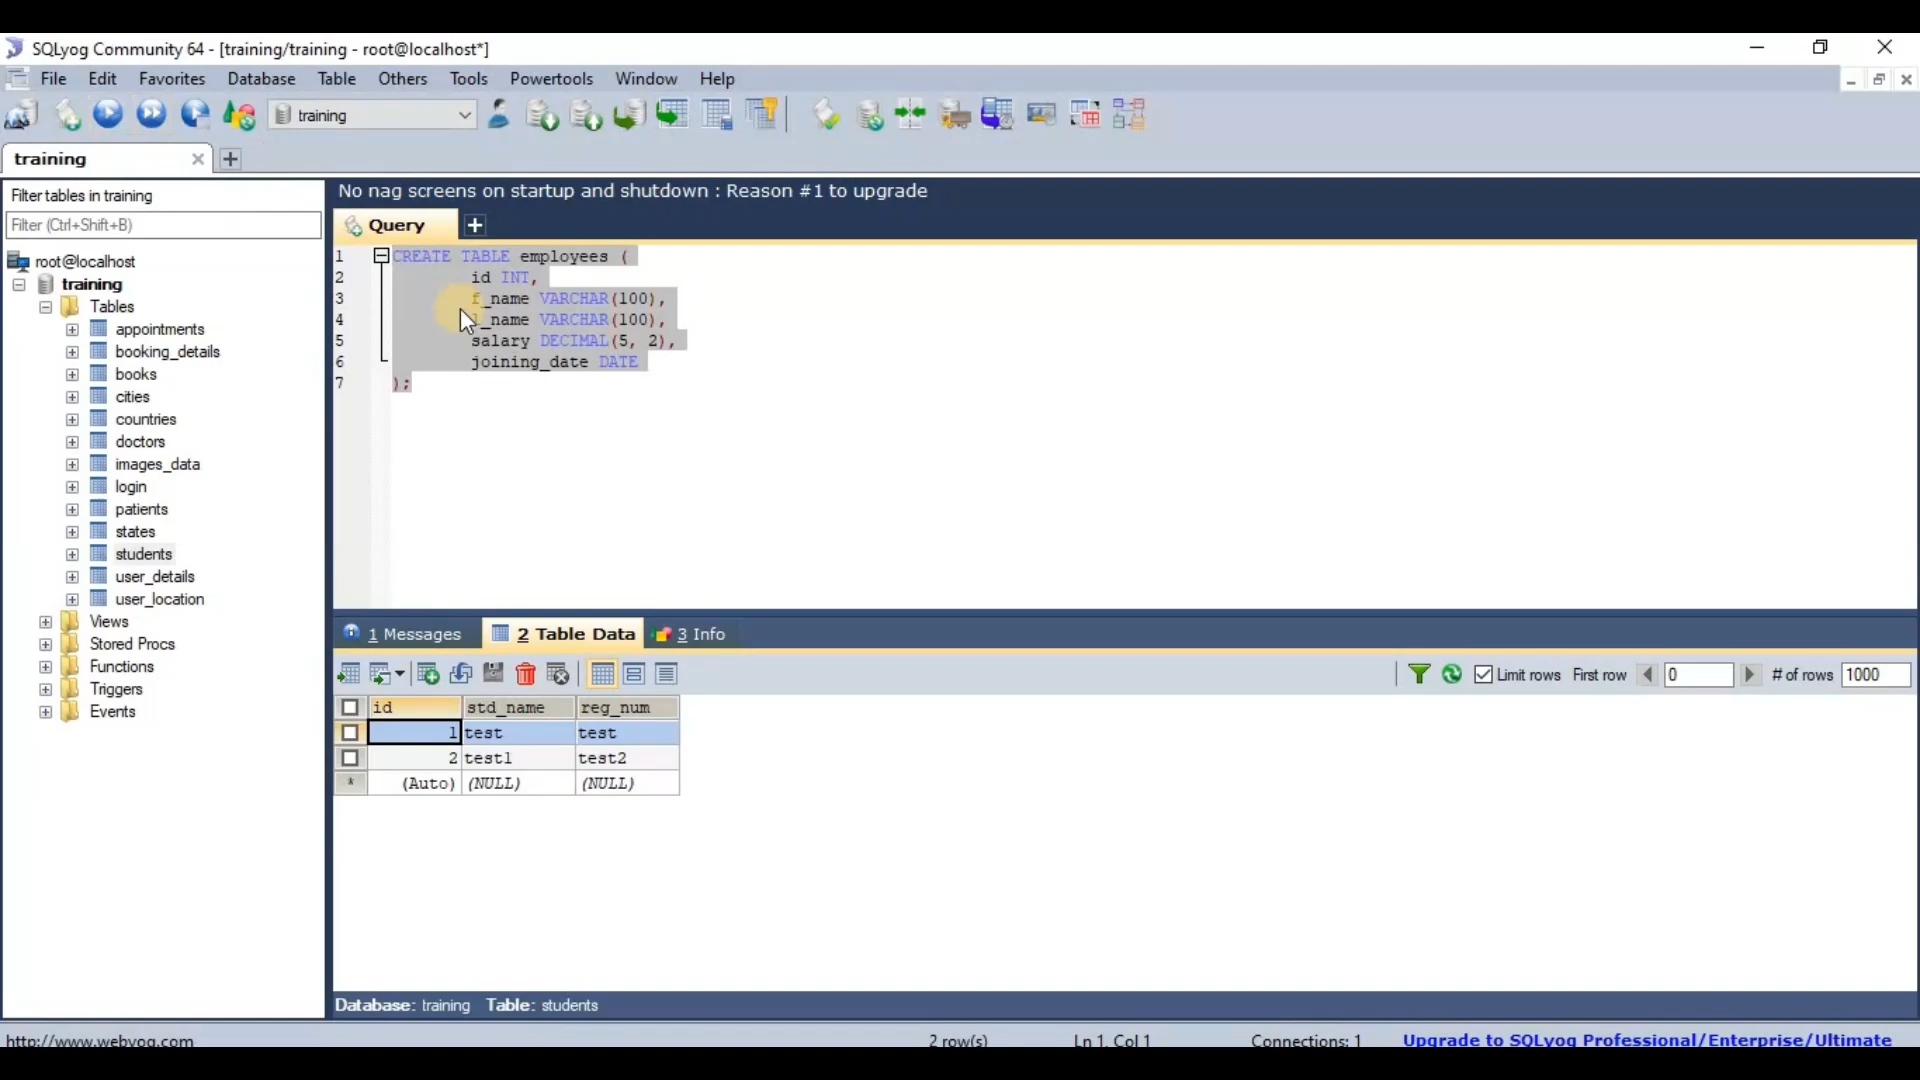 SQLyog Community 64 - [training/training - root@localhost*]
File Edit Favorites Database Table Others Tools Powertools Window Help
training
training
Filter tables in training
Filter (Ctrl+Shift+B)
root@localhost
training
Tables
appointments
booking_details
books
cities
countries
doctors
images_data
login
patients
states
students
user_details
user_location
Views
Stored Procs
Functions
Triggers
Events
No nag screens on startup and shutdown : Reason #1 to upgrade
Query
1 CREATE TABLE employees (
2 id INT,
3 f_name VARCHAR(100),
4 l_name VARCHAR(100),
5 salary DECIMAL(5, 2),
6 joining_date DATE
7 );
1 Messages 2 Table Data 3 Info
Limit rows First row 0 # of rows 1000
id std_name reg_num
1 test test
2 test1 test2
* (Auto) (NULL) (NULL)
Database: training Table: students
http://www.webyog.com 2 row(s) Ln 1, Col 1 Connections: 1 Upgrade to SQLyog Professional/Enterprise/Ultimate